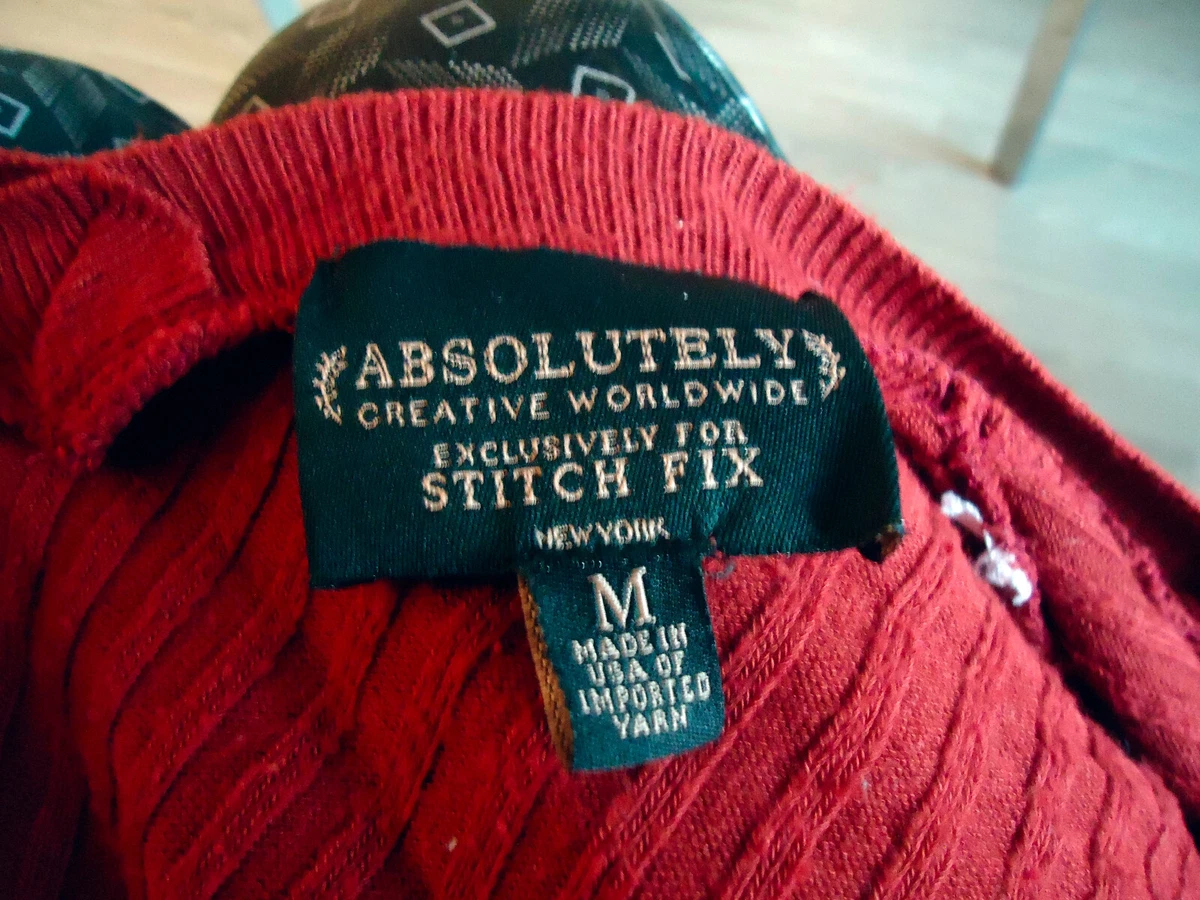 ABSOLUTELY
CREATIVE WORLDWIDE
EXCLUSIVELY FOR
STITCH FIX
NEW YORK
M
MADE IN
USA OF
IMPORTED
YARN